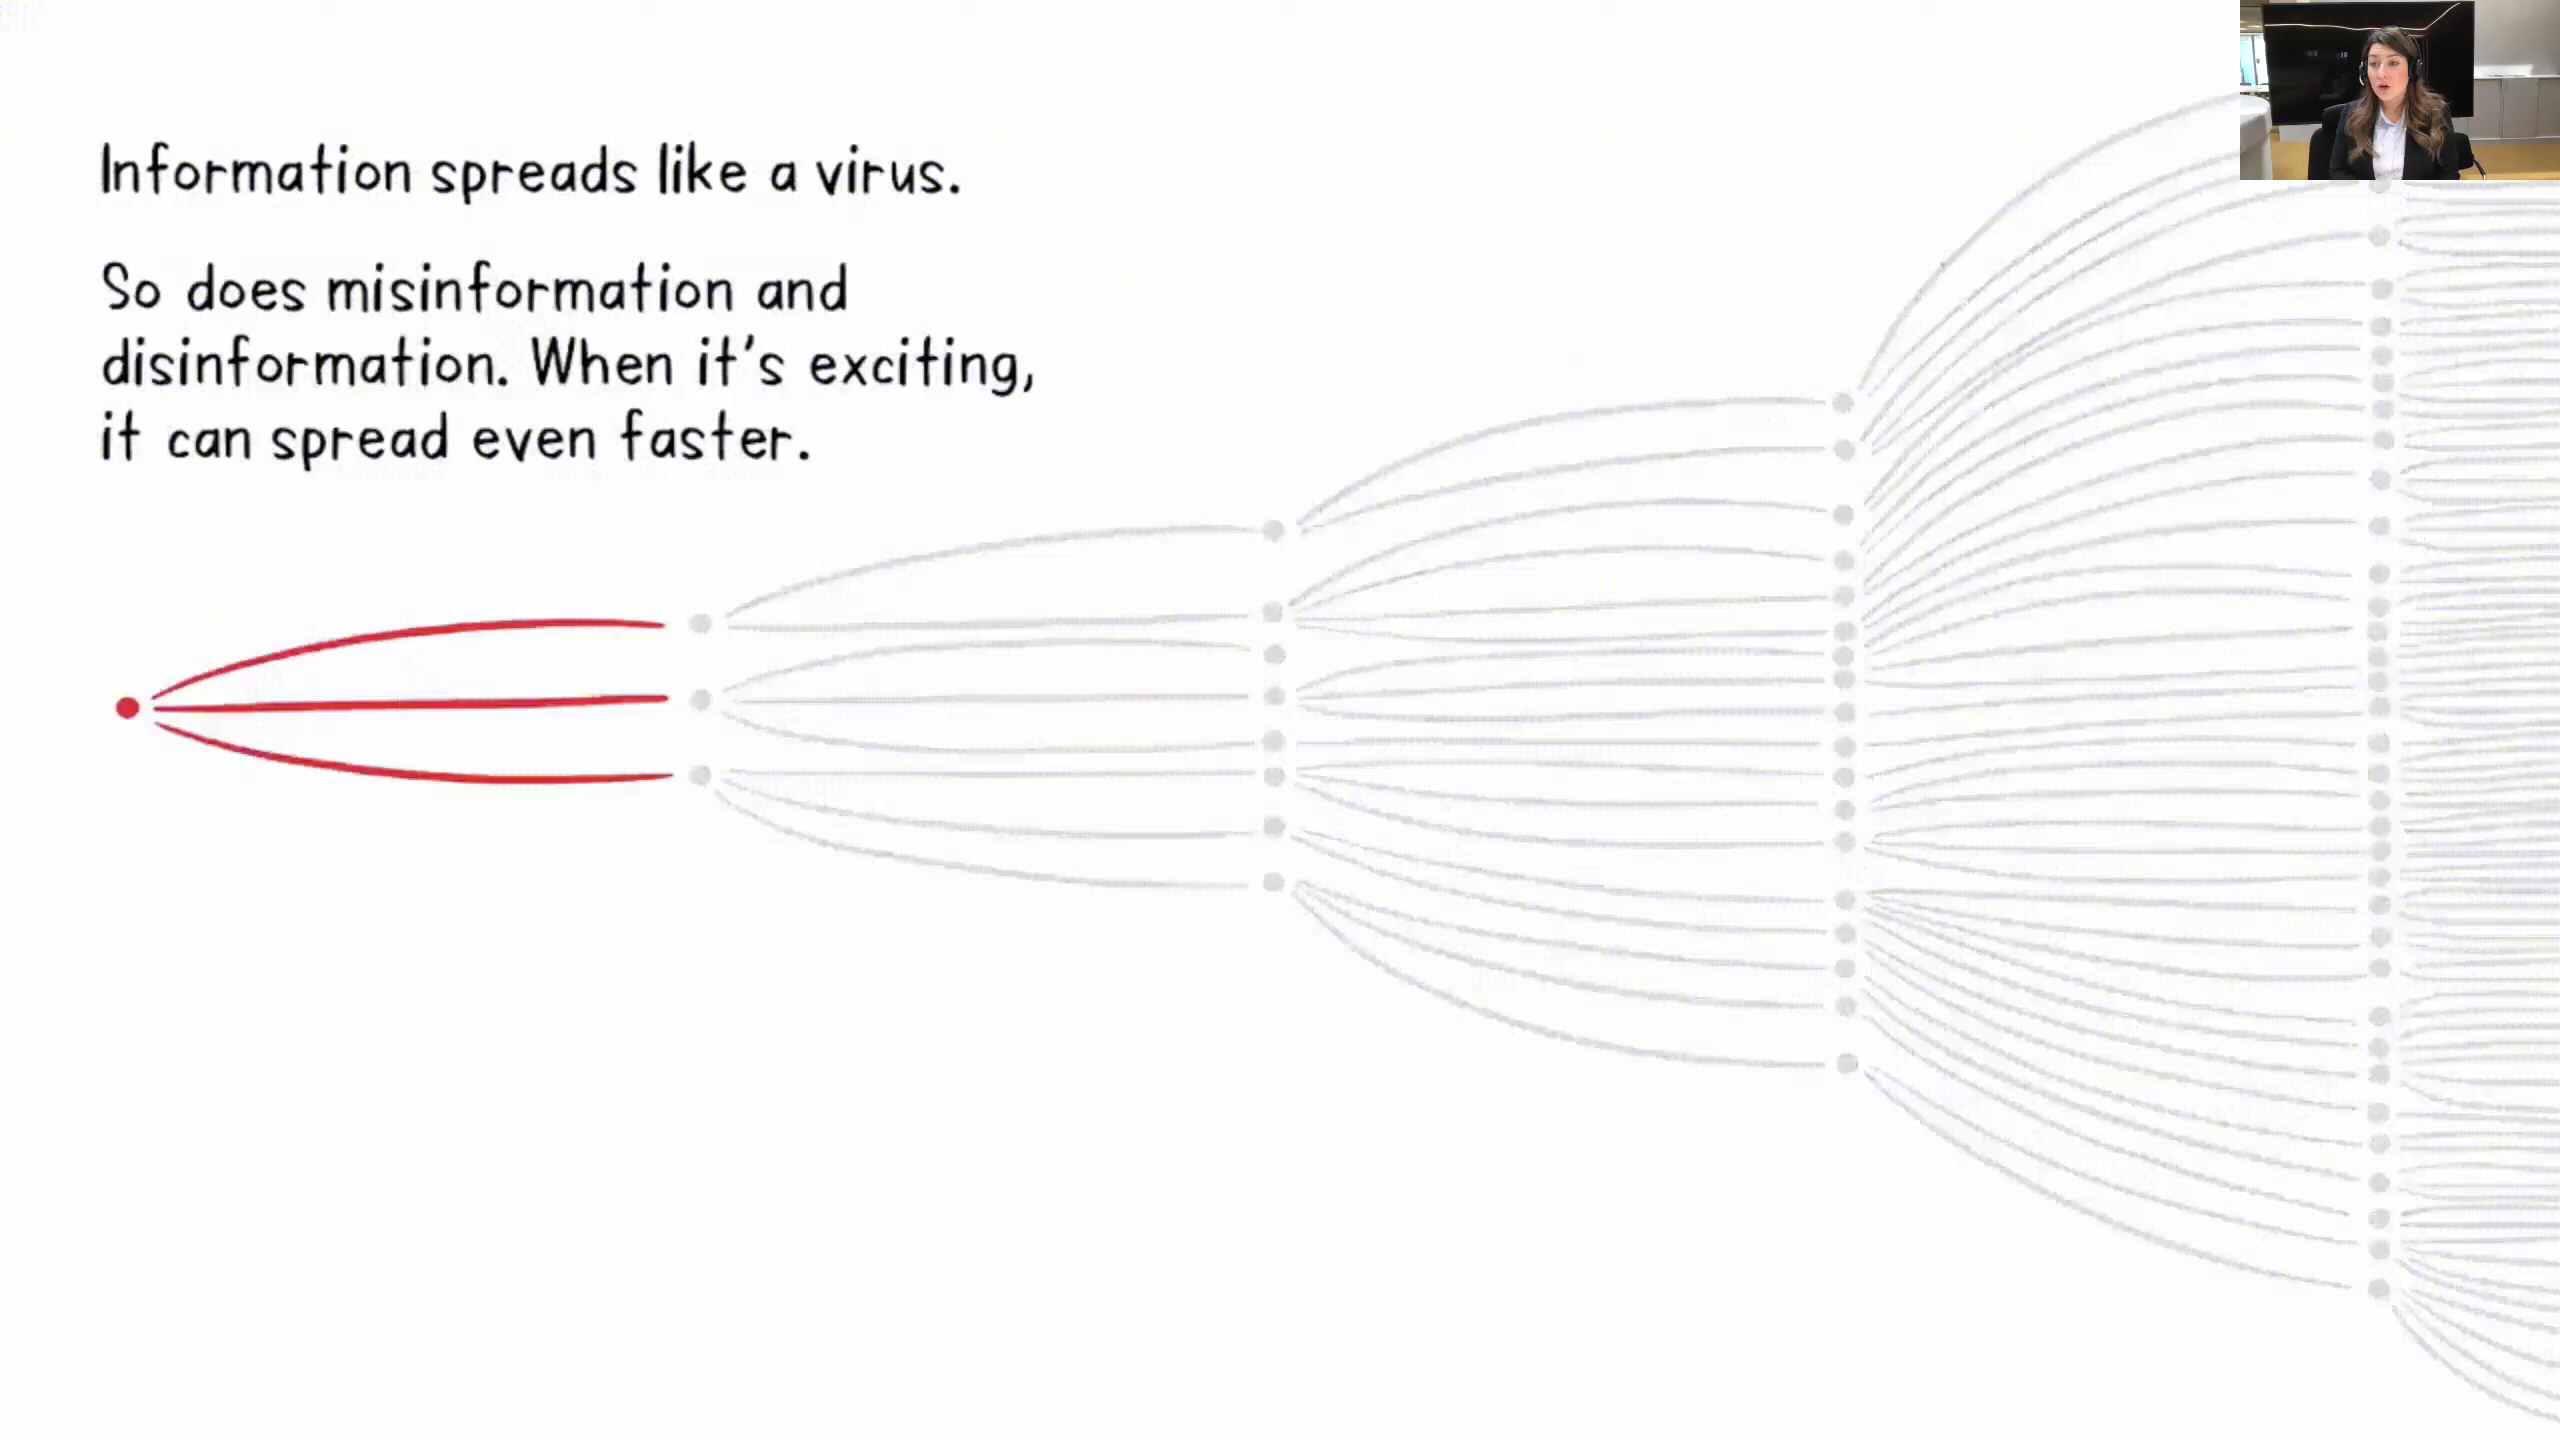 Information spreads like a virus.
So does misinformation and
disinformation. When it's exciting,
it can spread even faster.